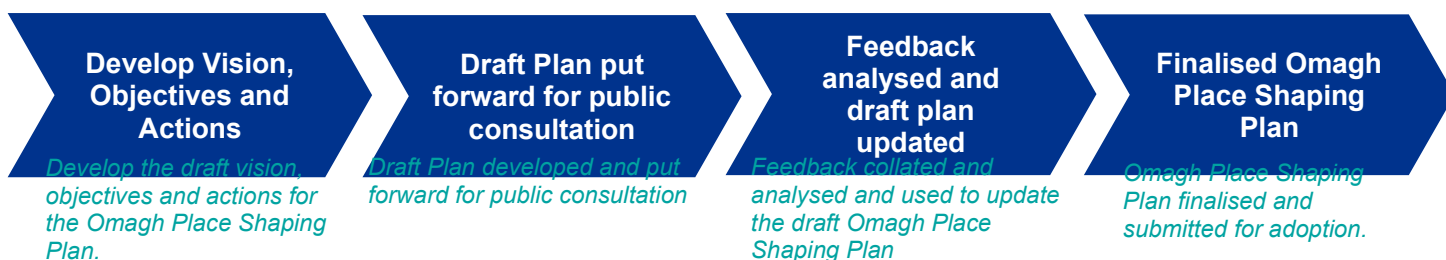 Develop Vision,
Objectives and
Actions
Develop the draft vision,
objectives and actions for
the Omagh Place Shaping
Plan.
Draft Plan put
forward for public
consultation
Draft Plan developed and put
forward for public consultation
Feedback
analysed and
draft plan
updated
Feedback collated and
analysed and used to update
the draft Omagh Place
Shaping Plan
Finalised Omagh
Place Shaping
Plan
Omagh Place Shaping
Plan finalised and
submitted for adoption.